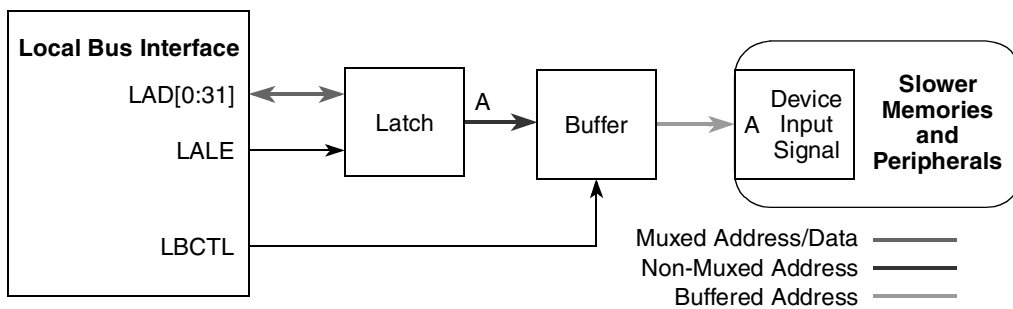 Local Bus Interface
LAD[0:31]
LALE
LBCTL
Latch
A
Buffer
A
Device
Input
Signal
Slower
Memories
and
Peripherals
Muxed Address/Data
Non-Muxed Address
Buffered Address